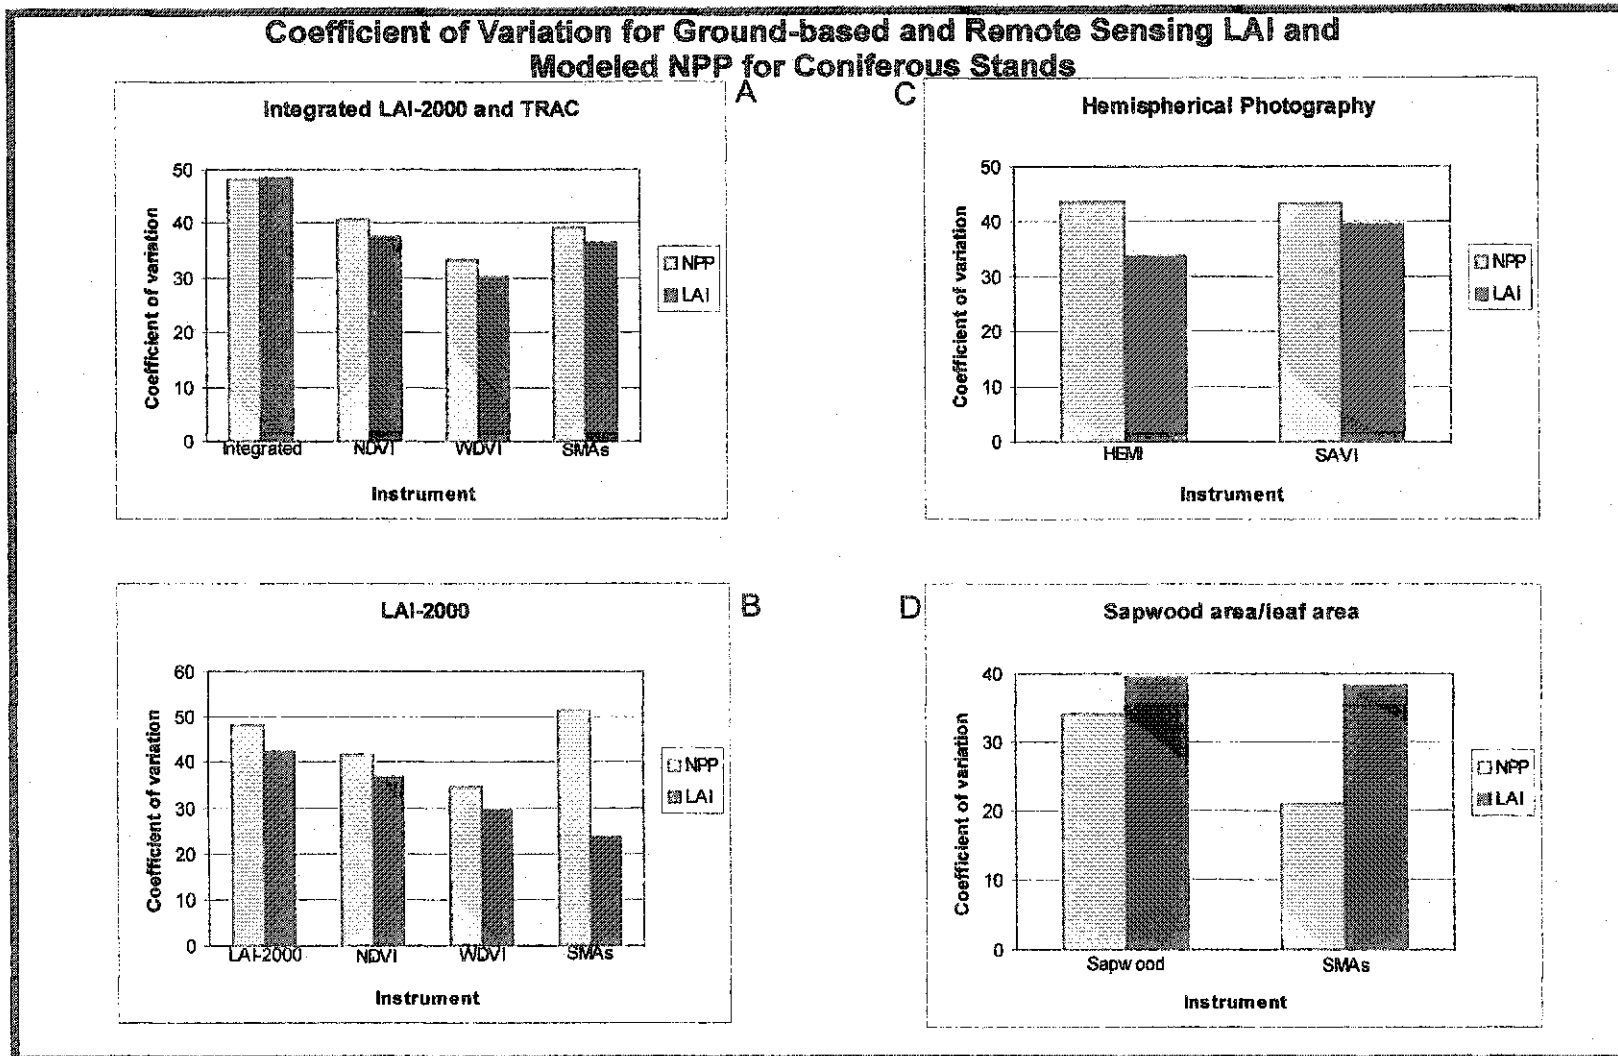 Coefficient of Variation for Ground-based and Remote Sensing LAI and
Modeled NPP for Coniferous Stands
A
Integrated LAI-2000 and TRAC
Coefficient of variation
50
40
30
20
10
0
Integrated NDVI WDVI SMAs
Instrument
NPP
LAI
B
LAI-2000
Coefficient of variation
60
50
40
30
20
10
0
LAI-2000 NDVI WDVI SMAs
Instrument
NPP
LAI
C
Hemispherical Photography
Coefficient of variation
50
40
30
20
10
0
HEMI SAVI
Instrument
NPP
LAI
D
Sapwood area/leaf area
Coefficient of variation
40
30
20
10
0
Sapwood SMAs
Instrument
NPP
LAI